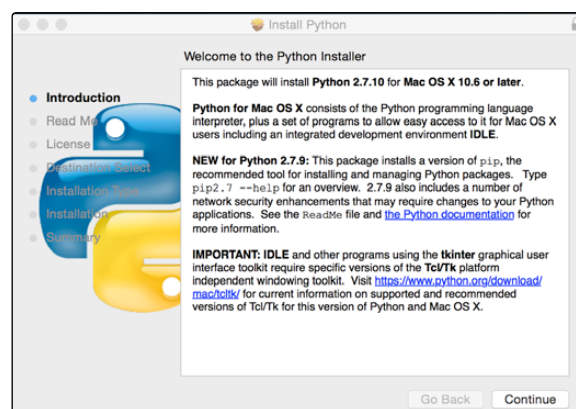 Install Python
Welcome to the Python Installer
Introduction
Read Me
License
Destination Select
Installation Type
Installation
Summary
This package will install Python 2.7.10 for Mac OS X 10.6 or later.
Python for Mac OS X consists of the Python programming language
interpreter, plus a set of programs to allow easy access to it for Mac OS X
users including an integrated development environment IDLE.
NEW for Python 2.7.9: This package installs a version of pip, the
recommended tool for installing and managing Python packages. Type
pip2.7 --help for an overview. 2.7.9 also includes a number of
network security enhancements that may require changes to your Python
applications. See the ReadMe file and the Python documentation for
more information.
IMPORTANT: IDLE and other programs using the tkinter graphical user
interface toolkit require specific versions of the Tcl/Tk platform
independent windowing toolkit. Visit https://www.python.org/download/
mac/tcltk/ for current information on supported and recommended
versions of Tcl/Tk for this version of Python and Mac OS X.
Go Back
Continue